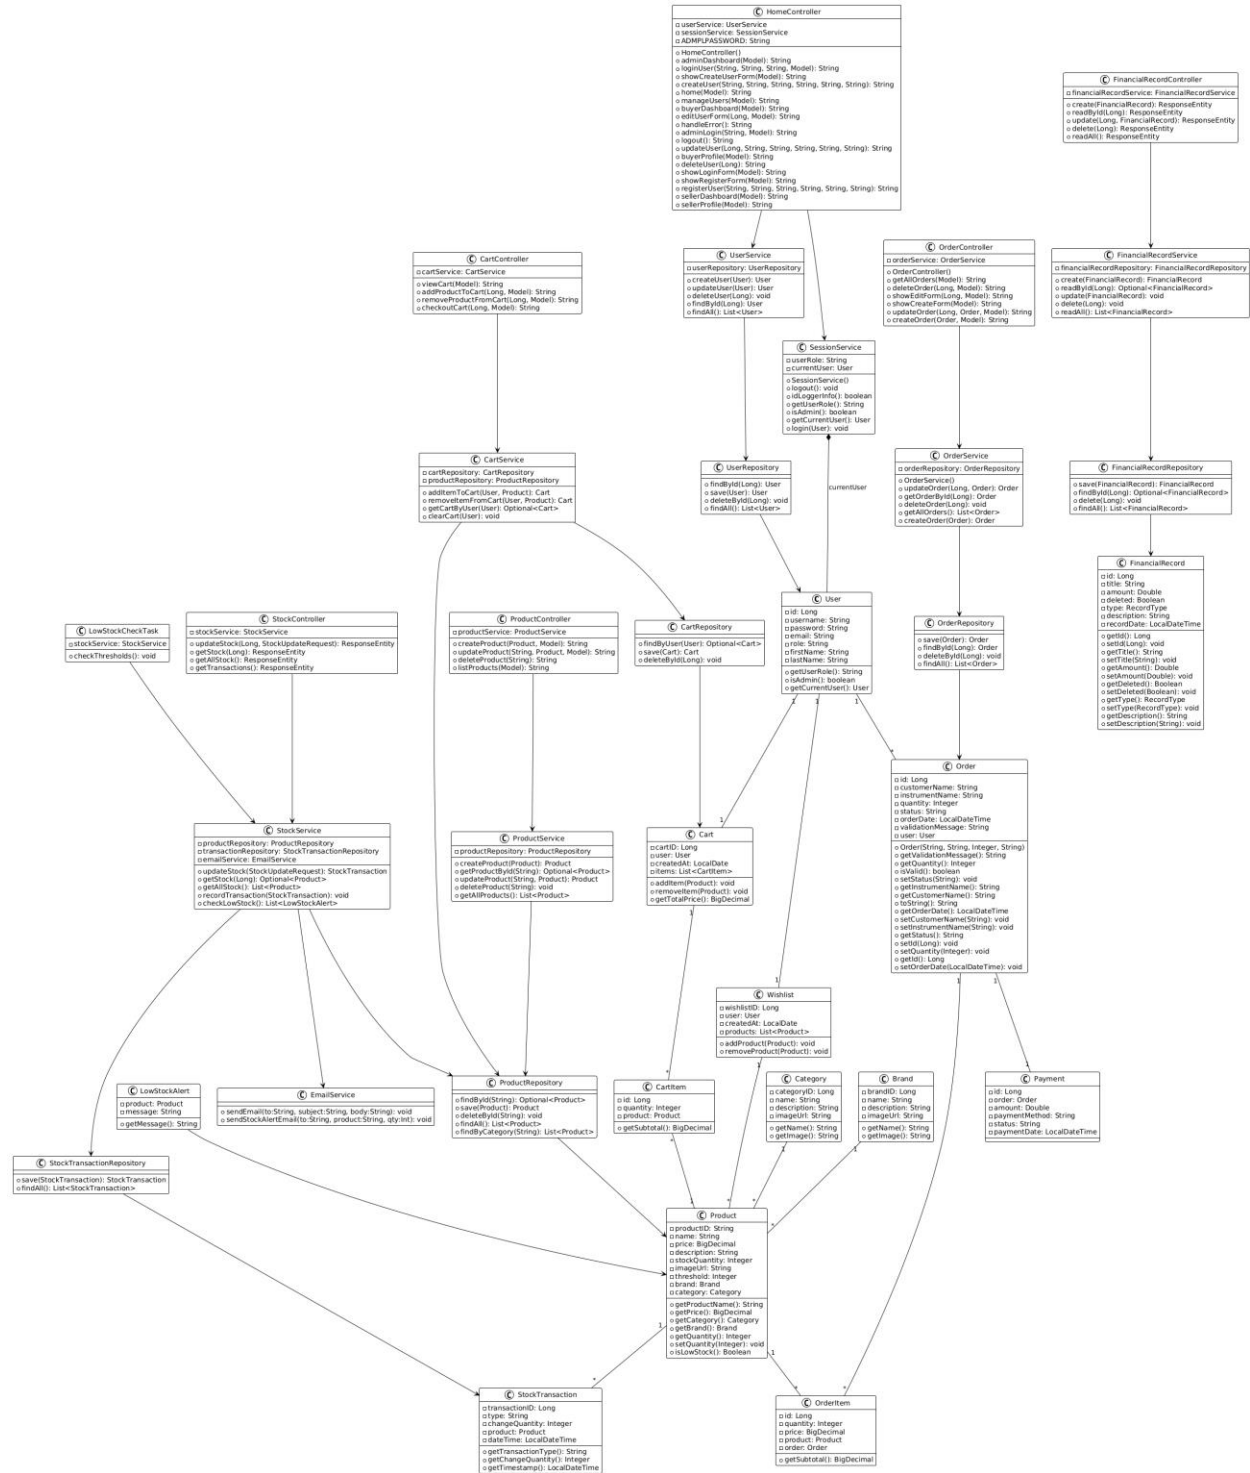 HomeController
userService: UserService
sessionService: SessionService
ADMPLPASSWORD: String
HomeController()
adminDashboard(Model): String
loginUser(String, String, String, Model): String
showCreateUserForm(Model): String
createUser(String, String, String, String, String, String): String
home(Model): String
manageUsers(Model): String
buyerDashboard(Model): String
editUserForm(Long, Model): String
handleError(): String
adminLogin(String, Model): String
logout(): String
updateUser(Long, String, String, String, String, String): String
buyerProfile(Model): String
deleteUser(Long): String
showLoginForm(Model): String
showRegisterForm(Model): String
registerUser(String, String, String, String, String, String): String
sellerDashboard(Model): String
sellerProfile(Model): String
FinancialRecordController
financialRecordService: FinancialRecordService
create(FinancialRecord): ResponseEntity
readById(Long): ResponseEntity
update(Long, FinancialRecord): ResponseEntity
delete(Long): ResponseEntity
readAll(): ResponseEntity
CartController
cartService: CartService
viewCart(Model): String
addProductToCart(Long, Model): String
removeProductFromCart(Long, Model): String
checkoutCart(Long, Model): String
UserService
userRepository: UserRepository
createUser(User): User
updateUser(User): User
deleteUser(Long): void
findById(Long): User
findAll(): List<User>
OrderController
orderService: OrderService
OrderController()
getAllOrders(Model): String
deleteOrder(Long, Model): String
showEditForm(Long, Model): String
showCreateForm(Model): String
updateOrder(Long, Order, Model): String
createOrder(Order, Model): String
FinancialRecordService
financialRecordRepository: FinancialRecordRepository
create(FinancialRecord): FinancialRecord
readById(Long): Optional<FinancialRecord>
update(FinancialRecord): void
delete(Long): void
readAll(): List<FinancialRecord>
SessionService
userRole: String
currentUser: User
SessionService()
logout(): void
idLoggerInfo(): boolean
getUserRole(): String
isAdmin(): boolean
getCurrentUser(): User
login(User): void
CartService
cartRepository: CartRepository
productRepository: ProductRepository
addItemToCart(User, Product): Cart
removeItemFromCart(User, Product): Cart
getCartByUser(User): Optional<Cart>
clearCart(User): void
UserRepository
findById(Long): User
save(User): User
deleteById(Long): void
findAll(): List<User>
currentUser
OrderService
orderRepository: OrderRepository
OrderService()
updateOrder(Long, Order): Order
getOrderById(Long): Order
deleteOrder(Long): void
getAllOrders(): List<Order>
createOrder(Order): Order
FinancialRecordRepository
save(FinancialRecord): FinancialRecord
findById(Long): Optional<FinancialRecord>
delete(Long): void
findAll(): List<FinancialRecord>
FinancialRecord
id: Long
title: String
amount: Double
deleted: Boolean
type: RecordType
description: String
recordDate: LocalDateTime
getId(): Long
setId(Long): void
getTitle(): String
setTitle(String): void
getAmount(): Double
setAmount(Double): void
getDeleted(): Boolean
setDeleted(Boolean): void
getType(): RecordType
setType(RecordType): void
getDescription(): String
setDescription(String): void
LowStockCheckTask
stockService: StockService
checkThresholds(): void
StockController
stockService: StockService
updateStock(Long, StockUpdateRequest): ResponseEntity
getStock(Long): ResponseEntity
getAllStock(): ResponseEntity
getTransactions(): ResponseEntity
ProductController
productService: ProductService
createProduct(Product, Model): String
updateProduct(String, Product, Model): String
deleteProduct(String): String
listProducts(Model): String
CartRepository
findByUser(User): Optional<Cart>
save(Cart): Cart
deleteById(Long): void
User
id: Long
username: String
password: String
email: String
role: String
firstName: String
lastName: String
getUserRole(): String
isAdmin(): boolean
getCurrentUser(): User
OrderRepository
save(Order): Order
findById(Long): Order
deleteById(Long): void
findAll(): List<Order>
1
1
1
*
Order
id: Long
customerName: String
instrumentName: String
quantity: Integer
status: String
orderDate: LocalDateTime
validationMessage: String
user: User
Order(String, String, Integer, String)
getValidationMessage(): String
getQuantity(): Integer
isValid(): boolean
setStatus(String): void
getInstrumentName(): String
getCustomerName(): String
toString(): String
getOrderDate(): LocalDateTime
setCustomerName(String): void
setInstrumentName(String): void
getStatus(): String
setId(Long): void
setQuantity(Integer): void
getId(): Long
setOrderDate(LocalDateTime): void
StockService
productRepository: ProductRepository
transactionRepository: StockTransactionRepository
emailService: EmailService
updateStock(StockUpdateRequest): StockTransaction
getStock(Long): Optional<Product>
getAllStock(): List<Product>
recordTransaction(StockTransaction): void
checkLowStock(): List<LowStockAlert>
ProductService
productRepository: ProductRepository
createProduct(Product): Product
getProductById(String): Optional<Product>
updateProduct(String, Product): Product
deleteProduct(String): void
getAllProducts(): List<Product>
1
Cart
cartID: Long
user: User
createdAt: LocalDate
items: List<CartItem>
addItem(Product): void
removeItem(Product): void
getTotalPrice(): BigDecimal
1
1
1
1
Wishlist
wishlistID: Long
user: User
createdAt: LocalDate
products: List<Product>
addProduct(Product): void
removeProduct(Product): void
1
*
1
LowStockAlert
product: Product
message: String
getMessage(): String
EmailService
sendEmail(to:String, subject:String, body:String): void
sendStockAlertEmail(to:String, product:String, qty:Int): void
ProductRepository
findById(String): Optional<Product>
save(Product): Product
deleteById(String): void
findAll(): List<Product>
findByCategory(String): List<Product>
CartItem
id: Long
quantity: Integer
product: Product
getSubtotal(): BigDecimal
Category
categoryID: Long
name: String
description: String
imageUrl: String
getName(): String
getImage(): String
Brand
brandID: Long
name: String
description: String
imageUrl: String
getName(): String
getImage(): String
Payment
id: Long
order: Order
amount: Double
paymentMethod: String
status: String
paymentDate: LocalDateTime
*
1
1
StockTransactionRepository
save(StockTransaction): StockTransaction
findAll(): List<StockTransaction>
1
*
*
*
Product
productID: String
name: String
price: BigDecimal
description: String
stockQuantity: Integer
imageUrl: String
threshold: Integer
brand: Brand
category: Category
getProductName(): String
getPrice(): BigDecimal
getCategory(): Category
getBrand(): Brand
getQuantity(): Integer
setQuantity(Integer): void
isLowStock(): Boolean
1
1
*
*
*
StockTransaction
transactionID: Long
type: String
changeQuantity: Integer
product: Product
dateTime: LocalDateTime
getTransactionType(): String
getChangeQuantity(): Integer
getTimestamp(): LocalDateTime
OrderItem
id: Long
quantity: Integer
price: BigDecimal
product: Product
order: Order
getSubtotal(): BigDecimal